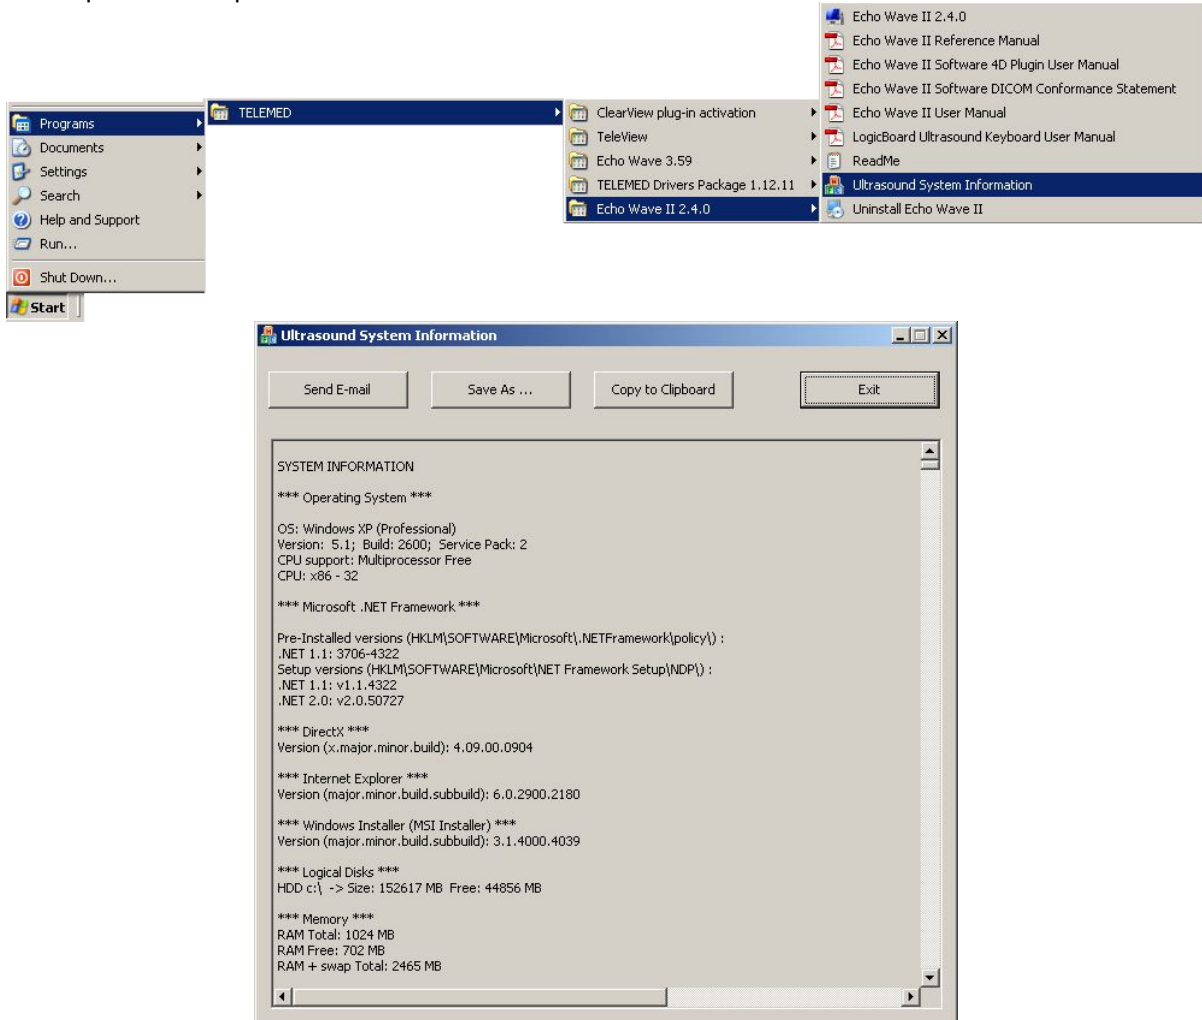 Programs
Documents
Settings
Search
Help and Support
Run...
Shut Down...
Start
TELEMED
ClearView plug-in activation
TeleView
Echo Wave 3.59
TELEMED Drivers Package 1.12.11
Echo Wave II 2.4.0
Echo Wave II 2.4.0
Echo Wave II Reference Manual
Echo Wave II Software 4D Plugin User Manual
Echo Wave II Software DICOM Conformance Statement
Echo Wave II User Manual
LogicBoard Ultrasound Keyboard User Manual
ReadMe
Ultrasound System Information
Uninstall Echo Wave II
Ultrasound System Information
Send E-mail
Save As ...
Copy to Clipboard
Exit
SYSTEM INFORMATION
*** Operating System ***
OS: Windows XP (Professional)
Version: 5.1; Build: 2600; Service Pack: 2
CPU support: Multiprocessor Free
CPU: x86 - 32
*** Microsoft .NET Framework ***
Pre-Installed versions (HKLM\SOFTWARE\Microsoft\.NETFramework\policy\) :
.NET 1.1: 3706-4322
Setup versions (HKLM\SOFTWARE\Microsoft\NET Framework Setup\NDP\) :
.NET 1.1: v1.1.4322
.NET 2.0: v2.0.50727
*** DirectX ***
Version (x.major.minor.build): 4.09.00.0904
*** Internet Explorer ***
Version (major.minor.build.subbuild): 6.0.2900.2180
*** Windows Installer (MSI Installer) ***
Version (major.minor.build.subbuild): 3.1.4000.4039
*** Logical Disks ***
HDD c:\ -> Size: 152617 MB Free: 44856 MB
*** Memory ***
RAM Total: 1024 MB
RAM Free: 702 MB
RAM + swap Total: 2465 MB